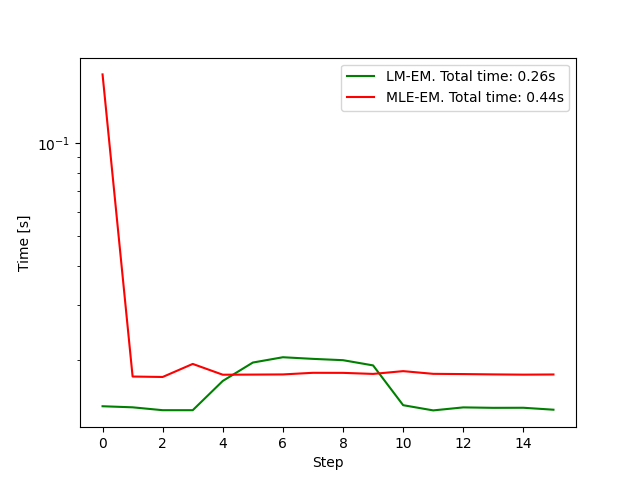 LM-EM. Total time: 0.26s
MLE-EM. Total time: 0.44s
10⁻¹
Time [s]
0 2 4 6 8 10 12 14
Step